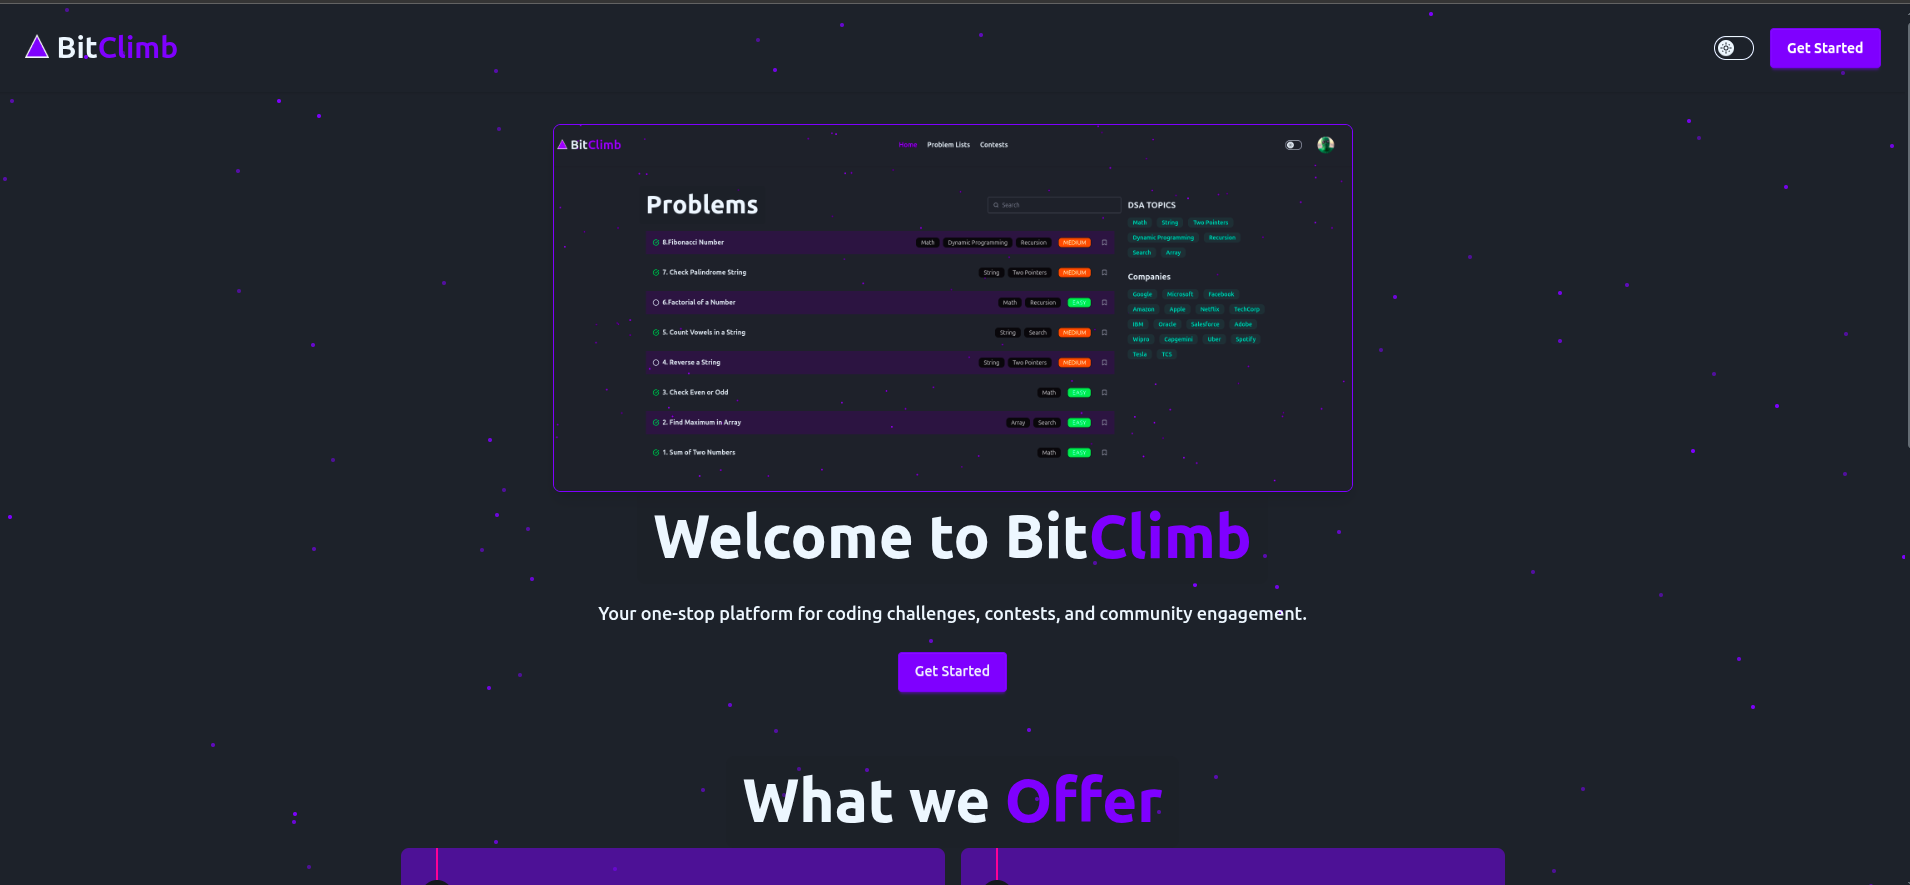 BitClimb
Get Started
BitClimb
Home Problem Lists Contests
Problems
Search
8.Fibonacci Number Math Dynamic Programming Recursion MEDIUM
7. Check Palindrome String String Two Pointers MEDIUM
6.Factorial of a Number Math Recursion EASY
5. Count Vowels in a String String Search MEDIUM
4. Reverse a String String Two Pointers MEDIUM
3. Check Even or Odd Math EASY
2. Find Maximum in Array Array Search EASY
1. Sum of Two Numbers Math EASY
DSA TOPICS
Math String Two Pointers
Dynamic Programming Recursion
Search Array
Companies
Google Microsoft Facebook
Amazon Apple Netflix TechCorp
IBM Oracle Salesforce Adobe
Wipro Capgemini Uber Spotify
Tesla TCS
Welcome to BitClimb
Your one-stop platform for coding challenges, contests, and community engagement.
Get Started
What we Offer